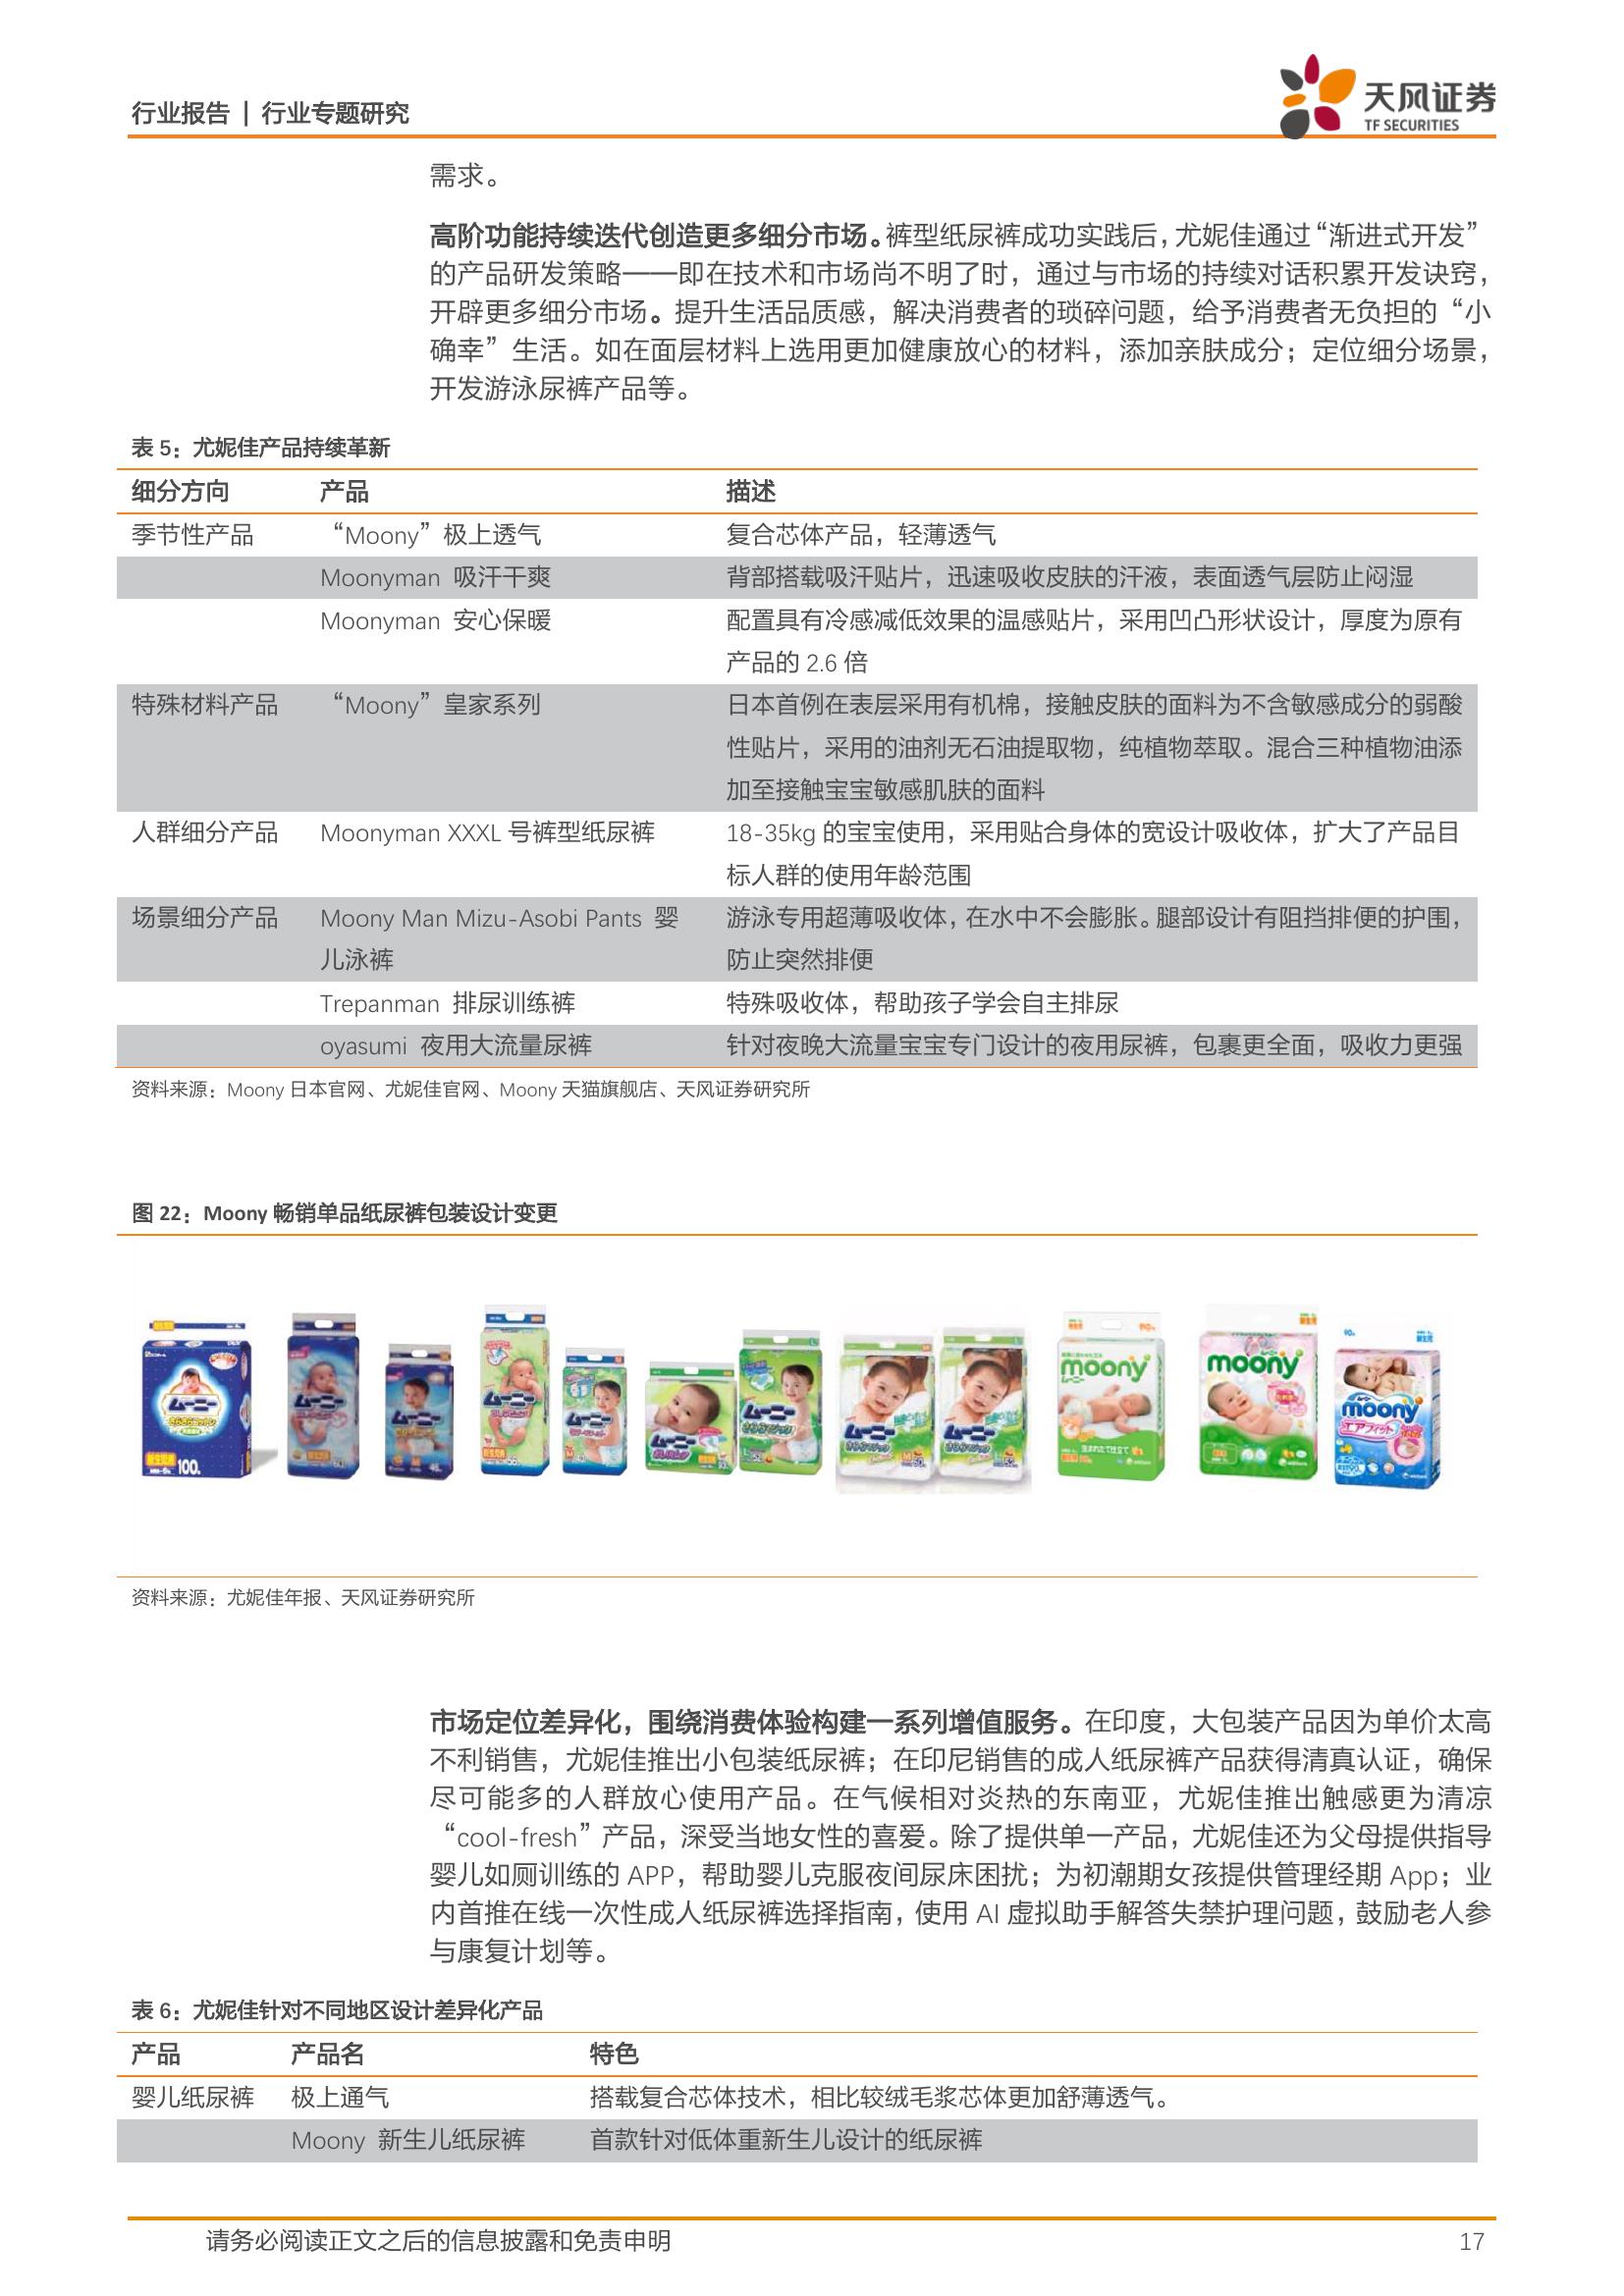 行业报告 | 行业专题研究
天风证券
TF SECURITIES
需求。
高阶功能持续迭代创造更多细分市场。裤型纸尿裤成功实践后，尤妮佳通过“渐进式开发”
的产品研发策略——即在技术和市场尚不明了时，通过与市场的持续对话积累开发诀窍，
开辟更多细分市场。提升生活品质感，解决消费者的琐碎问题，给予消费者无负担的“小
确幸”生活。如在面层材料上选用更加健康放心的材料，添加亲肤成分；定位细分场景，
开发游泳尿裤产品等。
表 5：尤妮佳产品持续革新
细分方向 产品 描述
季节性产品 “Moony”极上透气 复合芯体产品，轻薄透气
Moonyman 吸汗干爽 背部搭载吸汗贴片，迅速吸收皮肤的汗液，表面透气层防止闷湿
Moonyman 安心保暖 配置具有冷感减低效果的温感贴片，采用凹凸形状设计，厚度为原有
产品的 2.6 倍
特殊材料产品 “Moony”皇家系列 日本首例在表层采用有机棉，接触皮肤的面料为不含敏感成分的弱酸
性贴片，采用的油剂无石油提取物，纯植物萃取。混合三种植物油添
加至接触宝宝敏感肌肤的面料
人群细分产品 Moonyman XXXL 号裤型纸尿裤 18-35kg 的宝宝使用，采用贴合身体的宽设计吸收体，扩大了产品目
标人群的使用年龄范围
场景细分产品 Moony Man Mizu-Asobi Pants 婴 游泳专用超薄吸收体，在水中不会膨胀。腿部设计有阻挡排便的护围，
儿泳裤 防止突然排便
Trepanman 排尿训练裤 特殊吸收体，帮助孩子学会自主排尿
oyasumi 夜用大流量尿裤 针对夜晚大流量宝宝专门设计的夜用尿裤，包裹更全面，吸收力更强
资料来源：Moony 日本官网、尤妮佳官网、Moony 天猫旗舰店、天风证券研究所
图 22：Moony 畅销单品纸尿裤包装设计变更
ムーニー 100 ムーニー ムーニー ムーニー ムーニー ムーニー ムーニー ムーニー ムーニー moony moony moony
エアフィット
资料来源：尤妮佳年报、天风证券研究所
市场定位差异化，围绕消费体验构建一系列增值服务。在印度，大包装产品因为单价太高
不利销售，尤妮佳推出小包装纸尿裤；在印尼销售的成人纸尿裤产品获得清真认证，确保
尽可能多的人群放心使用产品。在气候相对炎热的东南亚，尤妮佳推出触感更为清凉
“cool-fresh”产品，深受当地女性的喜爱。除了提供单一产品，尤妮佳还为父母提供指导
婴儿如厕训练的 APP，帮助婴儿克服夜间尿床困扰；为初潮期女孩提供管理经期 App；业
内首推在线一次性成人纸尿裤选择指南，使用 AI 虚拟助手解答失禁护理问题，鼓励老人参
与康复计划等。
表 6：尤妮佳针对不同地区设计差异化产品
产品 产品名 特色
婴儿纸尿裤 极上通气 搭载复合芯体技术，相比较绒毛浆芯体更加舒薄透气。
Moony 新生儿纸尿裤 首款针对低体重新生儿设计的纸尿裤
请务必阅读正文之后的信息披露和免责申明 17